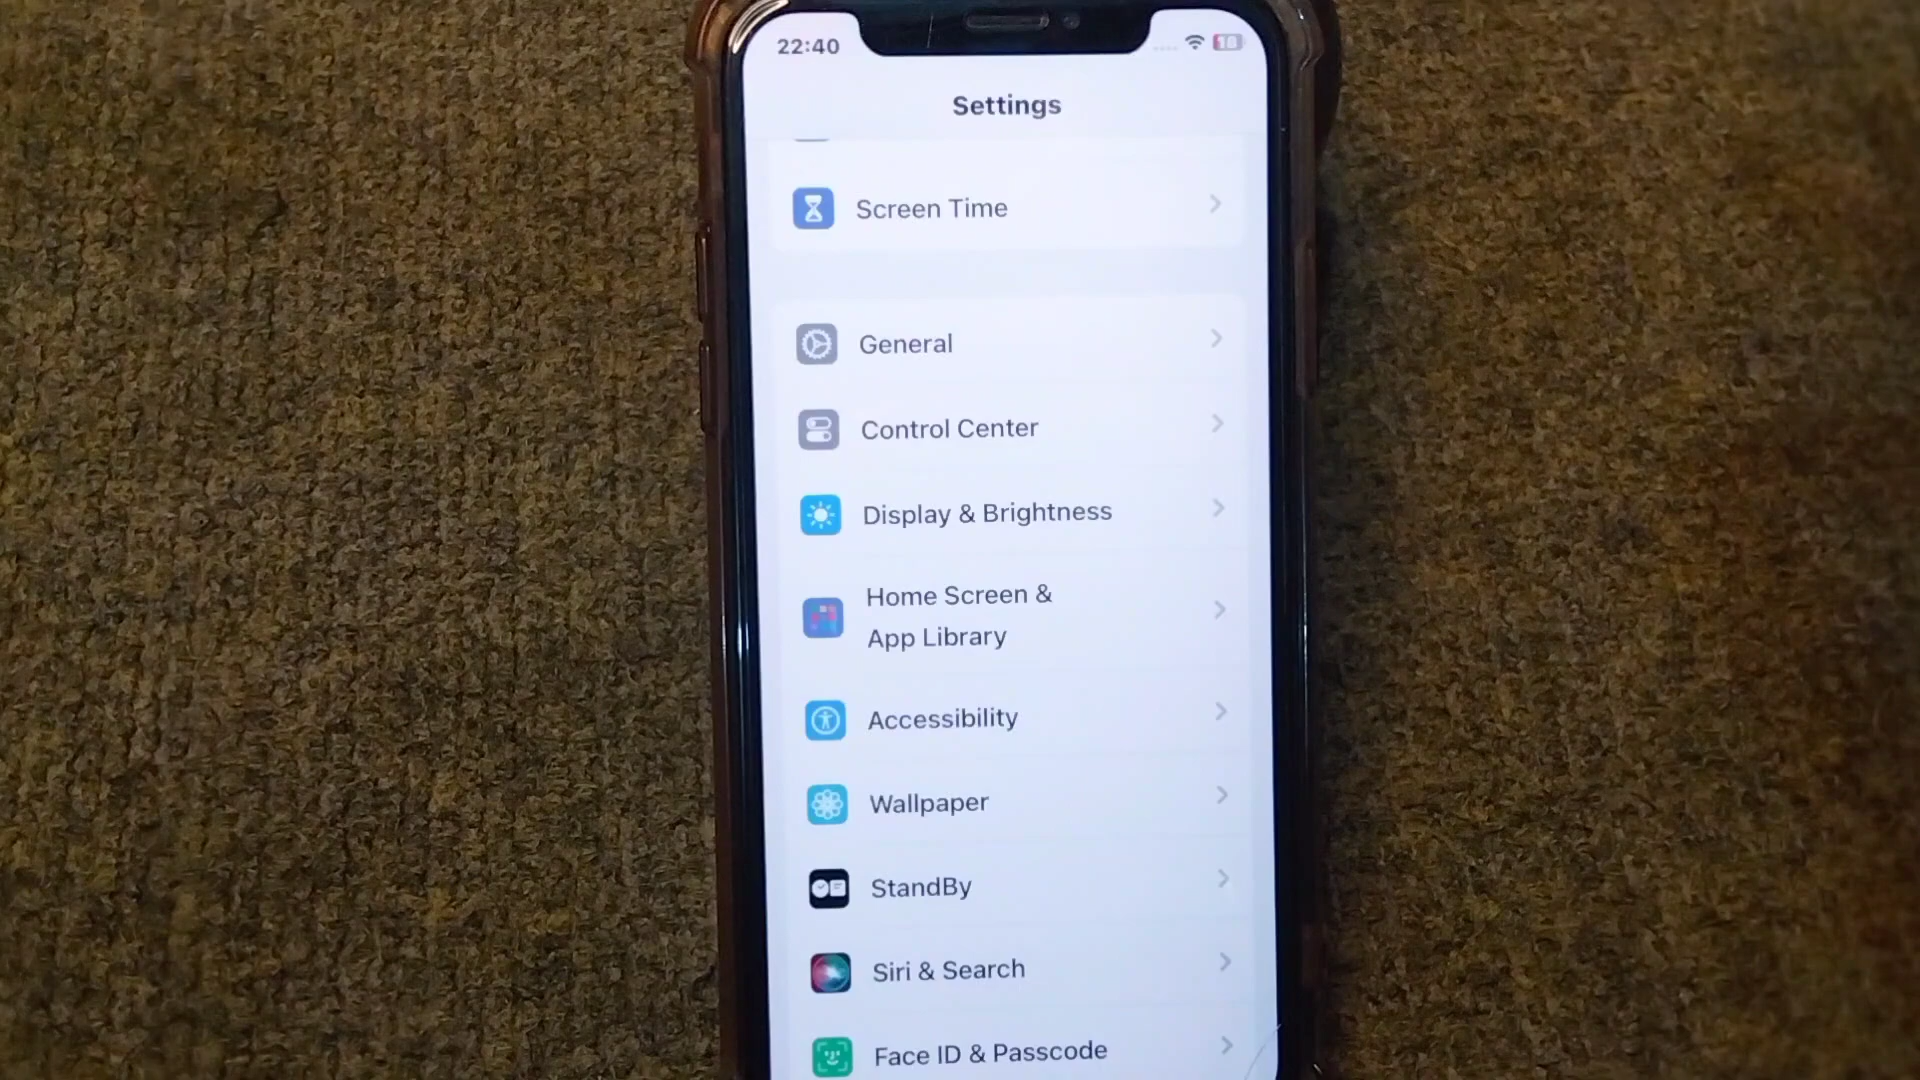 22:40
18
Settings
Screen Time
General
Control Center
Display & Brightness
Home Screen &
App Library
Accessibility
Wallpaper
StandBy
Siri & Search
Face ID & Passcode